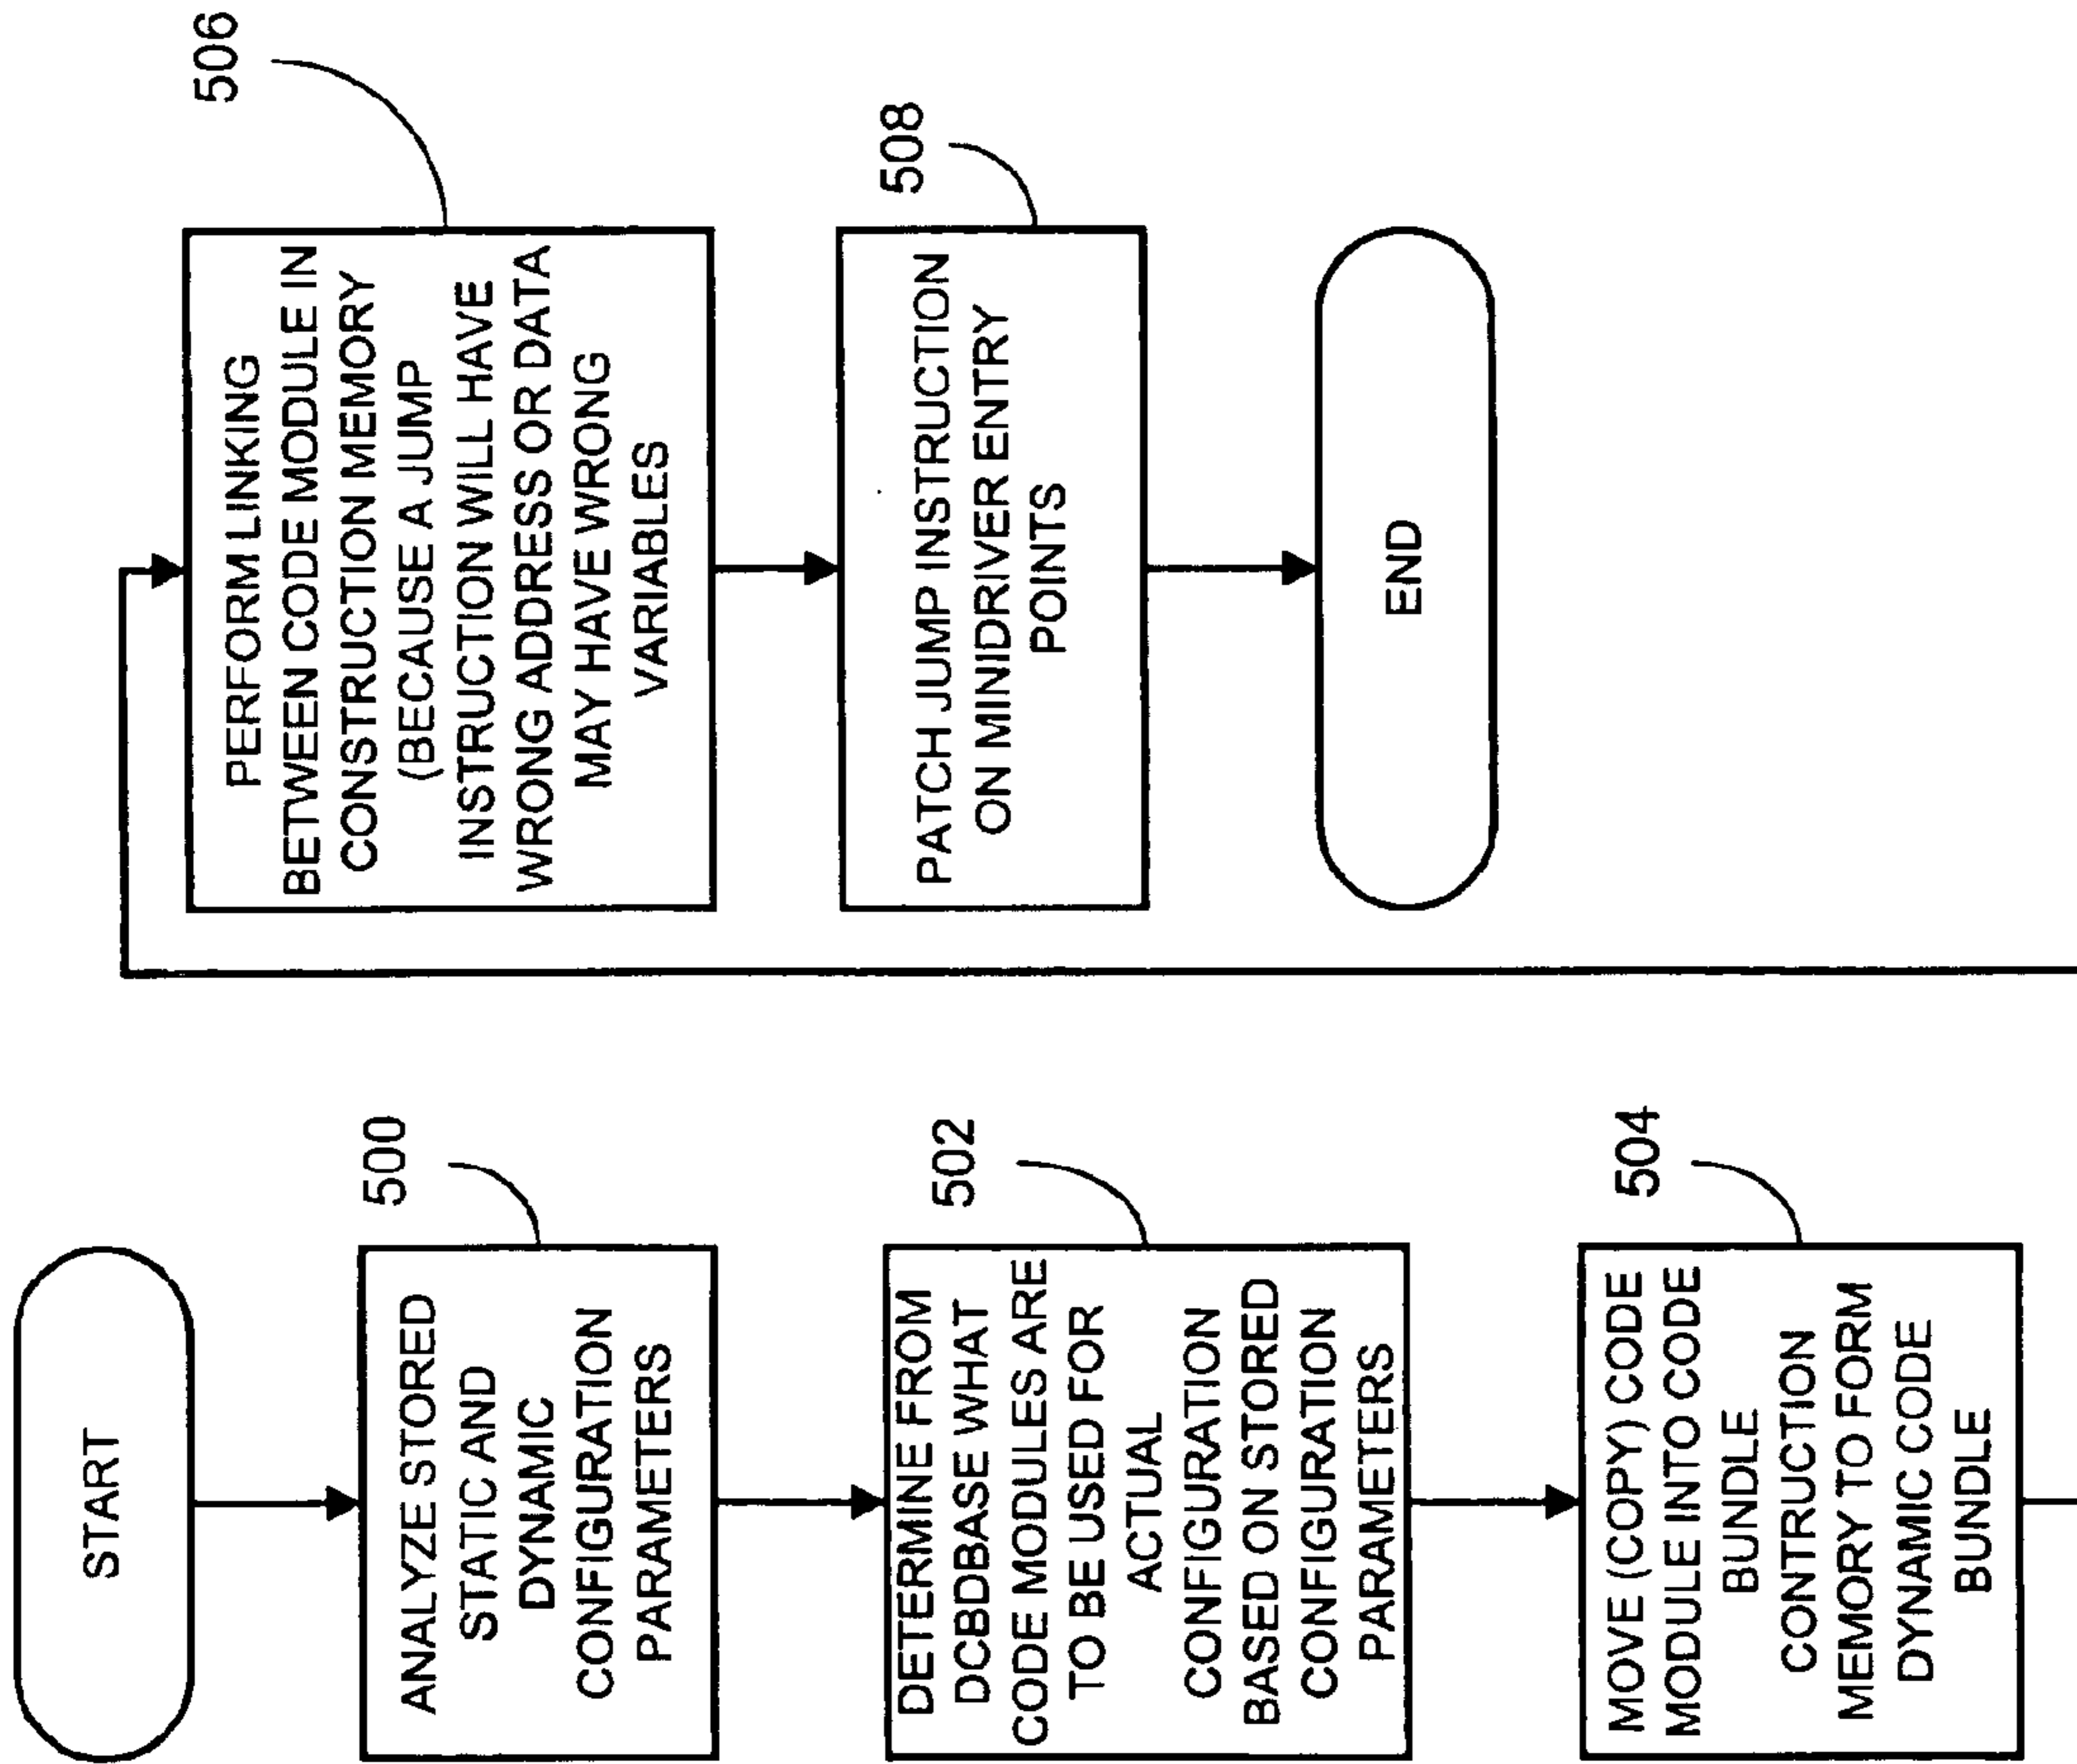 START
500
ANALYZE STORED
STATIC AND
DYNAMIC
CONFIGURATION
PARAMETERS
502
DETERMINE FROM
DCBDBASE WHAT
CODE MODULES ARE
TO BE USED FOR
ACTUAL
CONFIGURATION
BASED ON STORED
CONFIGURATION
PARAMETERS
504
MOVE (COPY) CODE
MODULE INTO CODE
BUNDLE
CONTRUCTION
MEMORY TO FORM
DYNAMIC CODE
BUNDLE
506
PERFORM LINKING
BETWEEN CODE MODULE IN
CONSTRUCTION MEMORY
(BECAUSE A JUMP
INSTRUCTION WILL HAVE
WRONG ADDRESS OR DATA
MAY HAVE WRONG
VARIABLES
508
PATCH JUMP INSTRUCTION
ON MINIDRIVER ENTRY
POINTS
END